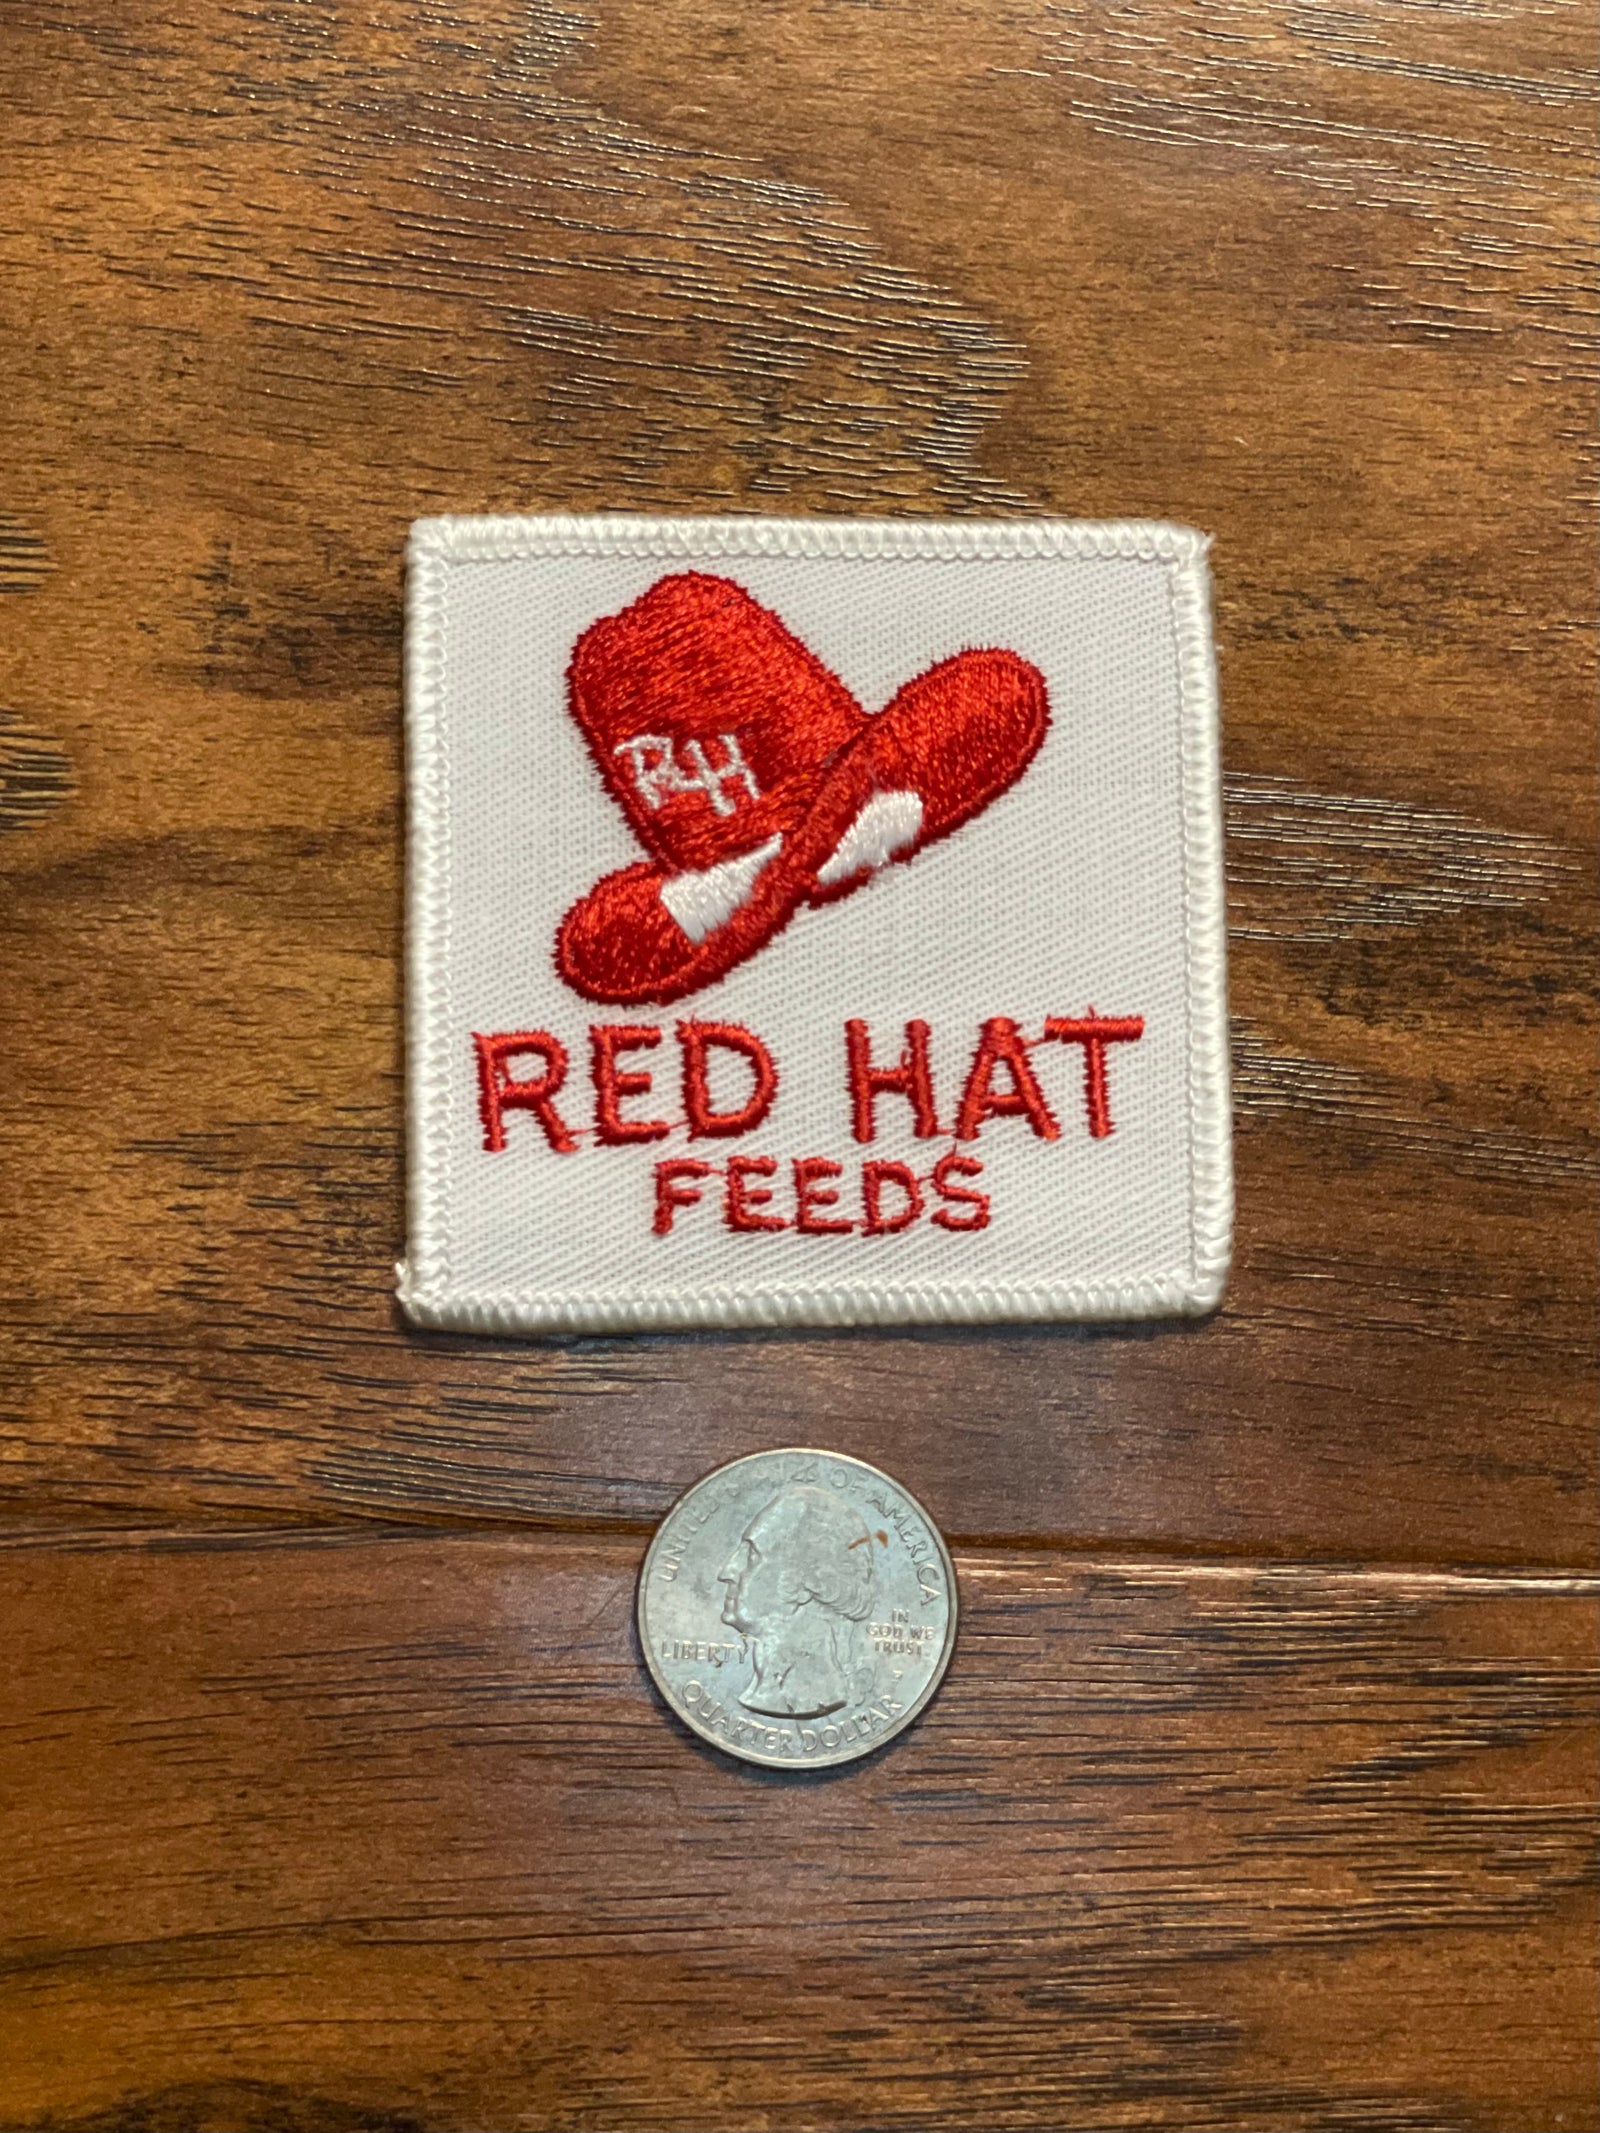 RH
RED HAT
FEEDS
UNITED STATES OF AMERICA
LIBERTY
IN
GOD WE
TRUST
QUARTER DOLLAR